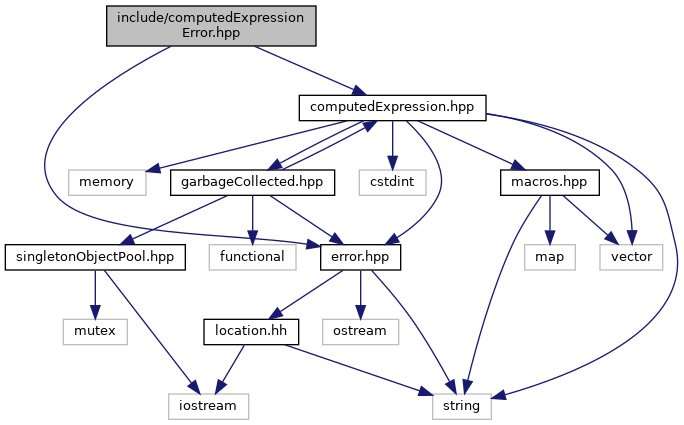 include/computedExpression
Error.hpp
computedExpression.hpp
memory
garbageCollected.hpp
cstdint
macros.hpp
singletonObjectPool.hpp
functional
error.hpp
map
vector
mutex
location.hh
ostream
iostream
string